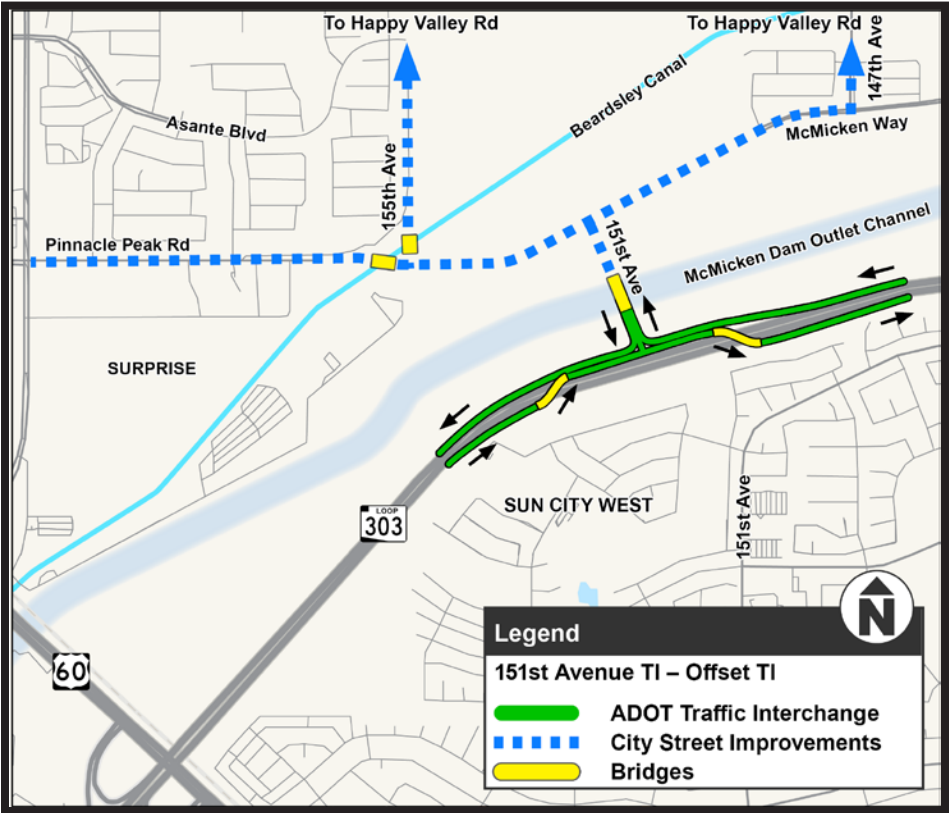 To Happy Valley Rd
To Happy Valley Rd
147th Ave
Beardsley Canal
Asante Blvd
McMicken Way
155th Ave
Pinnacle Peak Rd
151st Ave
McMicken Dam Outlet Channel
SURPRISE
SUN CITY WEST
LOOP
303
151st Ave
60
N
Legend
151st Avenue TI – Offset TI
ADOT Traffic Interchange
City Street Improvements
Bridges